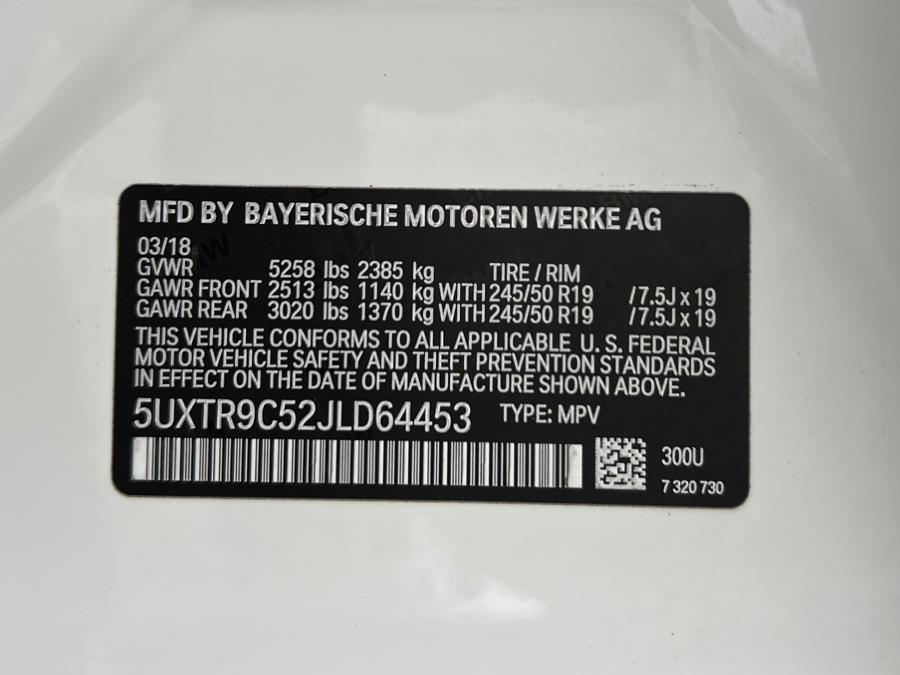 MFD BY BAYERISCHE MOTOREN WERKE AG
03/18
GVWR 5258 lbs 2385 kg TIRE / RIM
GAWR FRONT 2513 lbs 1140 kg WITH 245/50 R19 /7.5J x 19
GAWR REAR 3020 lbs 1370 kg WITH 245/50 R19 /7.5J x 19
THIS VEHICLE CONFORMS TO ALL APPLICABLE U. S. FEDERAL
MOTOR VEHICLE SAFETY AND THEFT PREVENTION STANDARDS
IN EFFECT ON THE DATE OF MANUFACTURE SHOWN ABOVE.
5UXTR9C52JLD64453 TYPE: MPV
300U
7 320 730